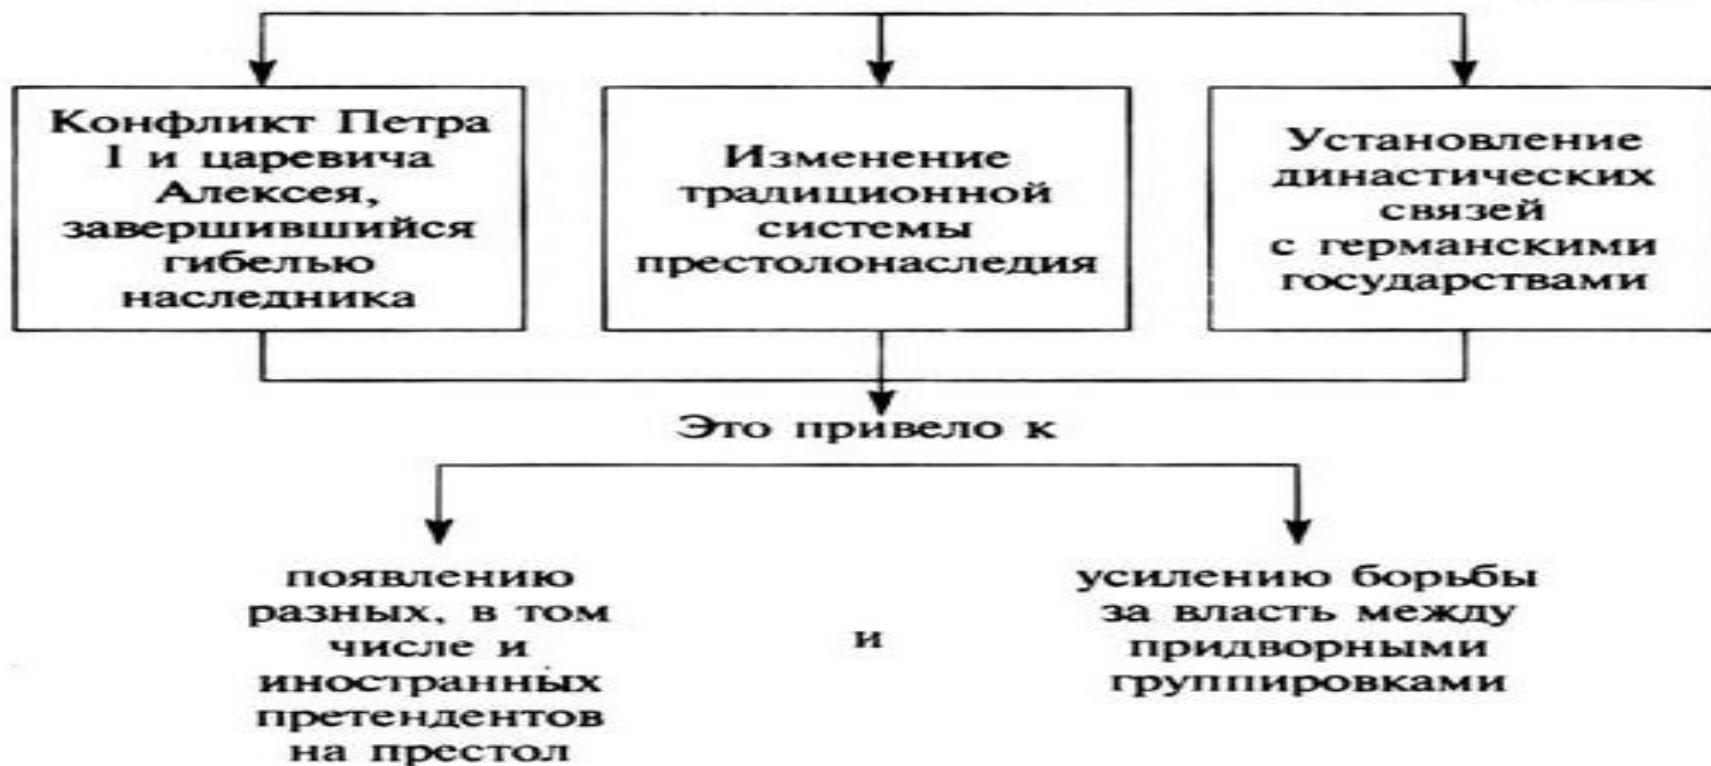 Конфликт Петра
I и царевича
Алексея,
завершившийся
гибелью
наследника
Изменение
традиционной
системы
престолонаследия
Установление
династических
связей
с германскими
государствами
Это привело к
появлению
разных, в том
числе и
иностранных
претендентов
на престол
и
усилению борьбы
за власть между
придворными
группировками